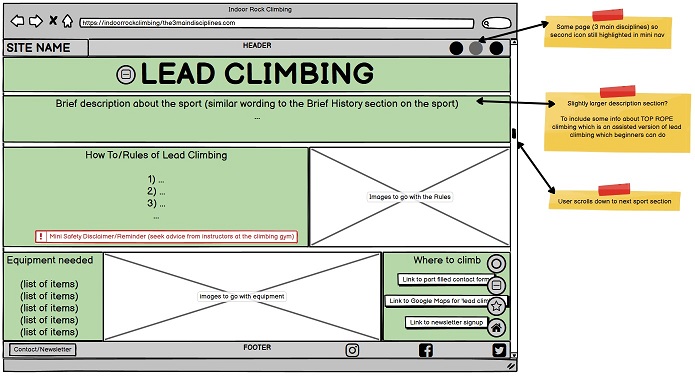 Indoor Rock Climbing
https://indoorrockclimbing/the3maindisciplines.com
SITE NAME
HEADER
LEAD CLIMBING
Brief description about the sport (similar wording to the Brief History section on the sport)
...
How To/Rules of Lead Climbing
1) ...
2) ...
3) ...
...
! Mini Safety Disclaimer/Reminder (seek advice from instructors at the climbing gym)
Images to go with the Rules
Equipment needed
(list of items)
(list of items)
(list of items)
(list of items)
(list of items)
Images to go with equipment
Where to climb
Link to part filled contact form
Link to Google Maps for 'lead clim
Link to newsletter signup
Contact/Newsletter
FOOTER
Same page (3 main disciplines) so
second icon still highlighted in mini nav
Slightly larger description section?
To include some info about TOP ROPE
climbing which is an assisted version of lead
climbing which beginners can do
User scrolls down to next sport section